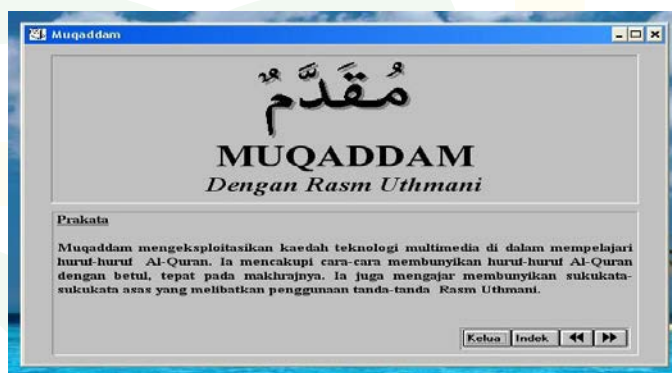 Muqaddam
مُقَدَّمٌ
MUQADDAM
Dengan Rasm Uthmani
Prakata
Muqaddam mengeksploitasikan kaedah teknologi multimedia di dalam mempelajari
huruf-huruf Al-Quran. Ia mencakupi cara-cara membunyikan huruf-huruf Al-Quran
dengan betul, tepat pada makhrajnya. Ia juga mengajar membunyikan sukukata-
sukukata asas yang melibatkan penggunaan tanda-tanda Rasm Uthmani.
Kelua Indek